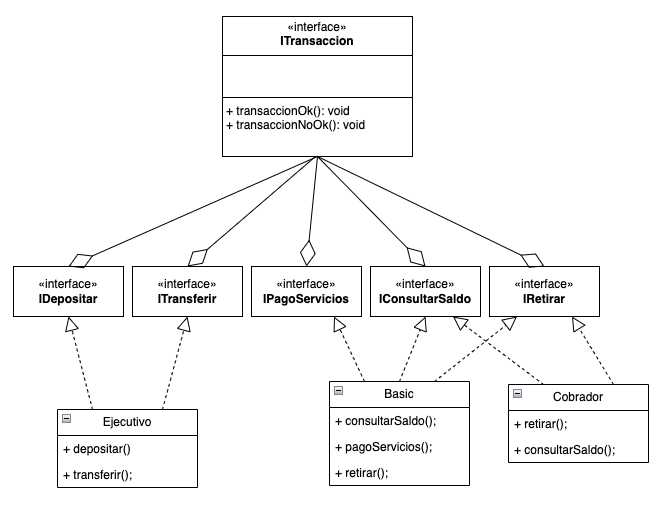 «interface»
ITransaccion
+ transaccionOk(): void
+ transaccionNoOk(): void
«interface»
IDepositar
«interface»
ITransferir
«interface»
IPagoServicios
«interface»
IConsultarSaldo
«interface»
IRetirar
Ejecutivo
+ depositar()
+ transferir();
Basic
+ consultarSaldo();
+ pagoServicios();
+ retirar();
Cobrador
+ retirar();
+ consultarSaldo();